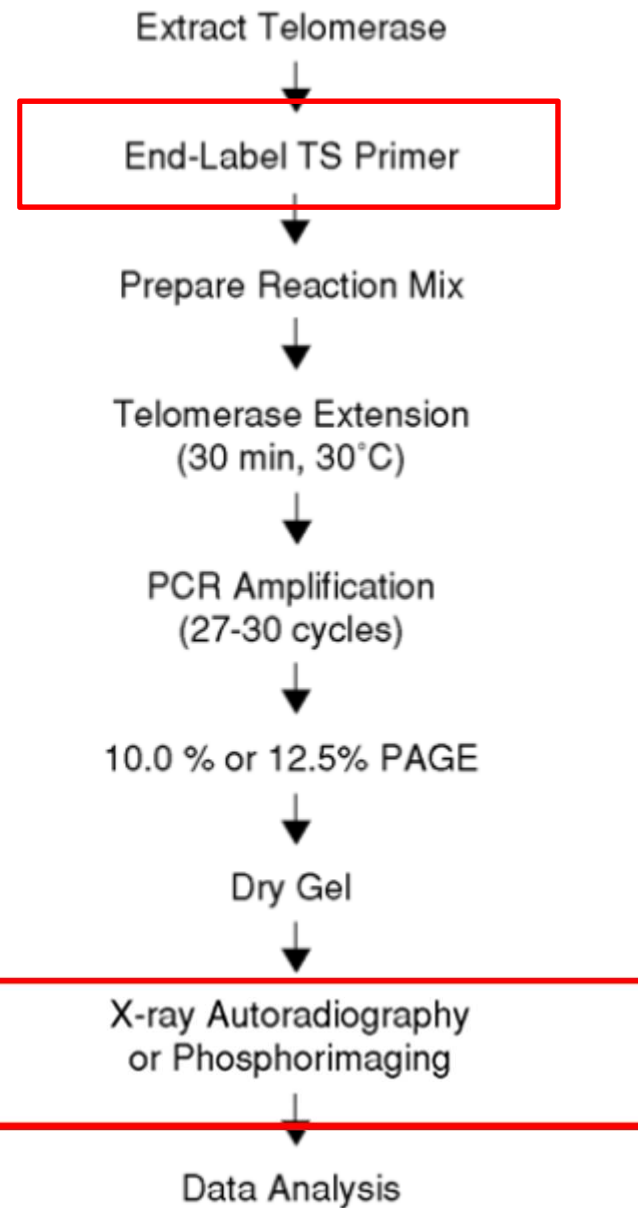 Extract Telomerase
End-Label TS Primer
Prepare Reaction Mix
Telomerase Extension
(30 min, 30°C)
PCR Amplification
(27-30 cycles)
10.0 % or 12.5% PAGE
Dry Gel
X-ray Autoradiography
or Phosphorimaging
Data Analysis